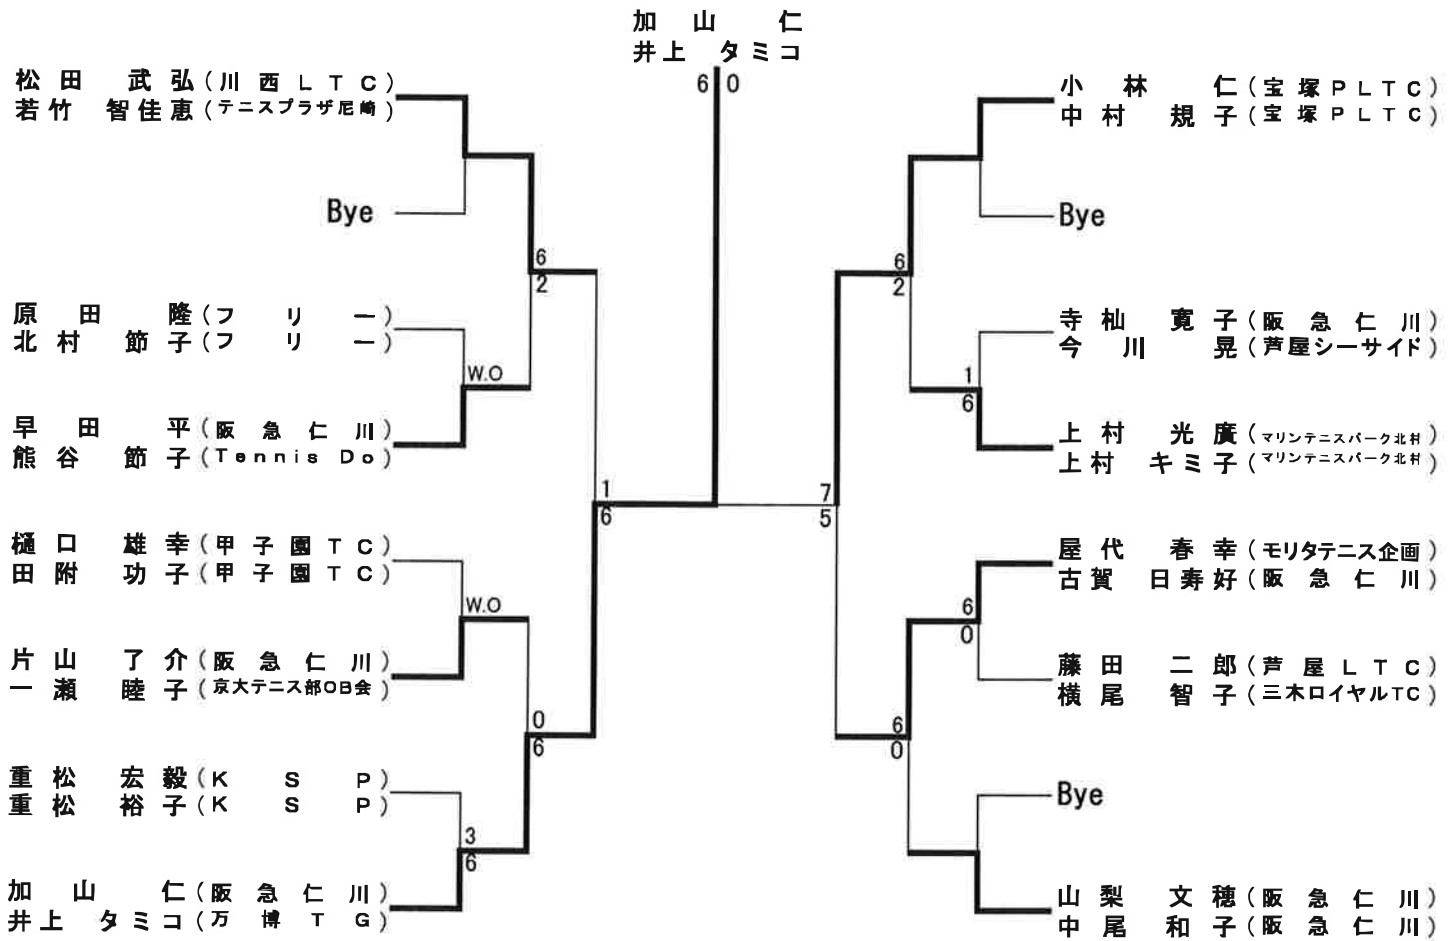 加山 仁
井上 タミコ
6 0
松田 武弘(川西LTC)
若竹 智佳恵(テニスプラザ尼崎)
Bye
6
2
原田 隆(フリー)
北村 節子(フリー)
W.O
早田 平(阪急仁川)
熊谷 節子(Tennis Do)
1
6
樋口 雄幸(甲子園TC)
田附 功子(甲子園TC)
W.O
片山 了介(阪急仁川)
一瀬 睦子(京大テニス部OB会)
0
6
重松 宏毅(KSP)
重松 裕子(KSP)
3
6
加山 仁(阪急仁川)
井上 タミコ(万博TG)
小林 仁(宝塚PLTC)
中村 規子(宝塚PLTC)
Bye
6
2
寺杣 寛子(阪急仁川)
今川 晃(芦屋シーサイド)
1
6
上村 光廣(マリンテニスパーク北村)
上村 キミ子(マリンテニスパーク北村)
7
5
屋代 春幸(モリタテニス企画)
古賀 日寿好(阪急仁川)
6
0
藤田 二郎(芦屋LTC)
横尾 智子(三木ロイヤルTC)
6
0
Bye
山梨 文穂(阪急仁川)
中尾 和子(阪急仁川)